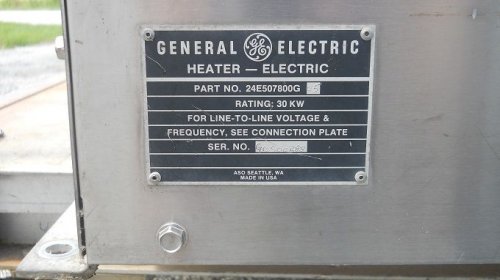 GENERAL GE ELECTRIC
HEATER — ELECTRIC
PART NO. 24E507800G
RATING: 30 KW
FOR LINE-TO-LINE VOLTAGE &
FREQUENCY, SEE CONNECTION PLATE
SER. NO.
ASO SEATTLE, WA
MADE IN USA